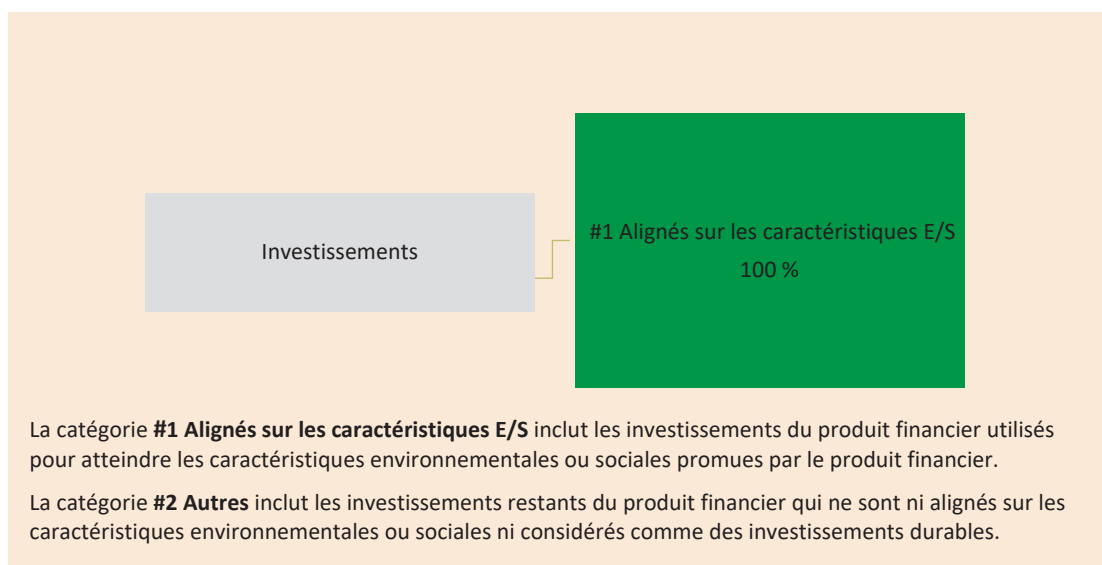 Investissements
#1 Alignés sur les caractéristiques E/S
100 %
La catégorie #1 Alignés sur les caractéristiques E/S inclut les investissements du produit financier utilisés
pour atteindre les caractéristiques environnementales ou sociales promues par le produit financier.
La catégorie #2 Autres inclut les investissements restants du produit financier qui ne sont ni alignés sur les
caractéristiques environnementales ou sociales ni considérés comme des investissements durables.